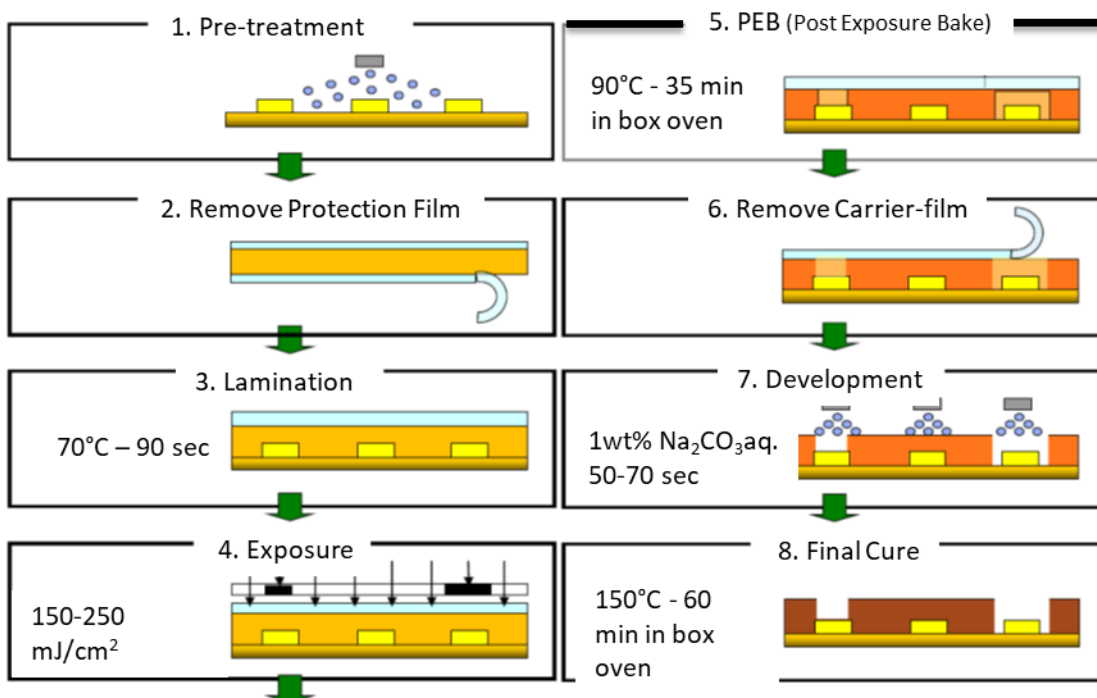 1. Pre-treatment
2. Remove Protection Film
3. Lamination
70°C – 90 sec
4. Exposure
150-250
mJ/cm²
5. PEB (Post Exposure Bake)
90°C - 35 min
in box oven
6. Remove Carrier-film
7. Development
1wt% Na₂CO₃aq.
50-70 sec
8. Final Cure
150°C - 60
min in box
oven